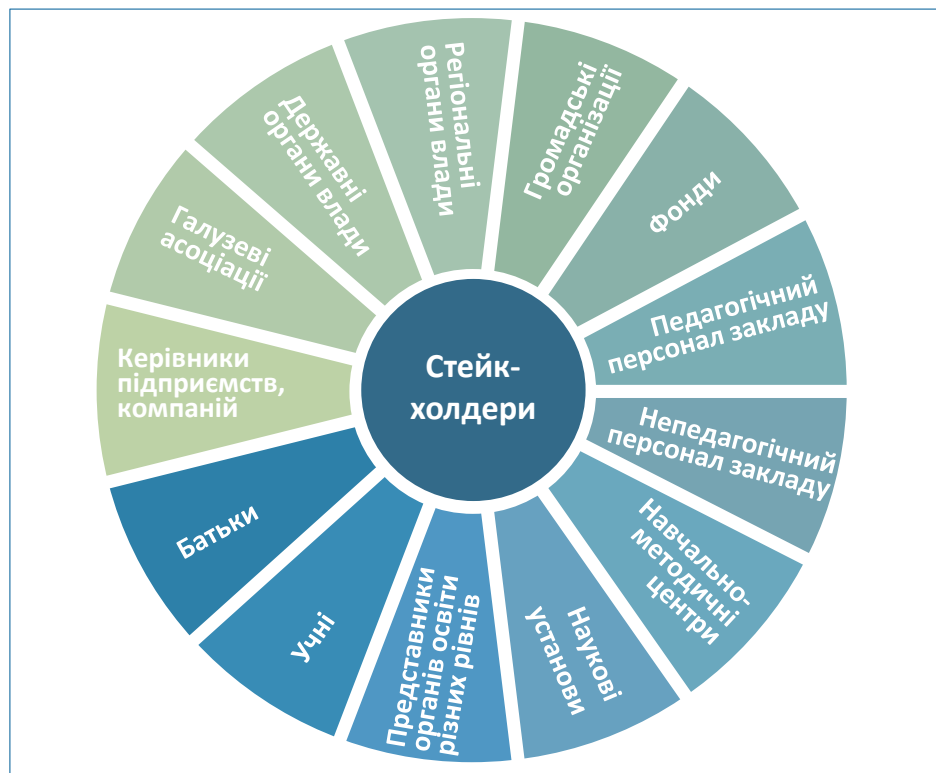 Стейк-
холдери
Регіональні
органи влади
Громадські
організації
Фонди
Педагогічний
персонал закладу
Непедагогічний
персонал закладу
Навчально-
методичні
центри
Наукові
установи
Представники
органів освіти
різних рівнів
Учні
Батьки
Керівники
підприємств,
компаній
Галузеві
асоціації
Державні
органи влади